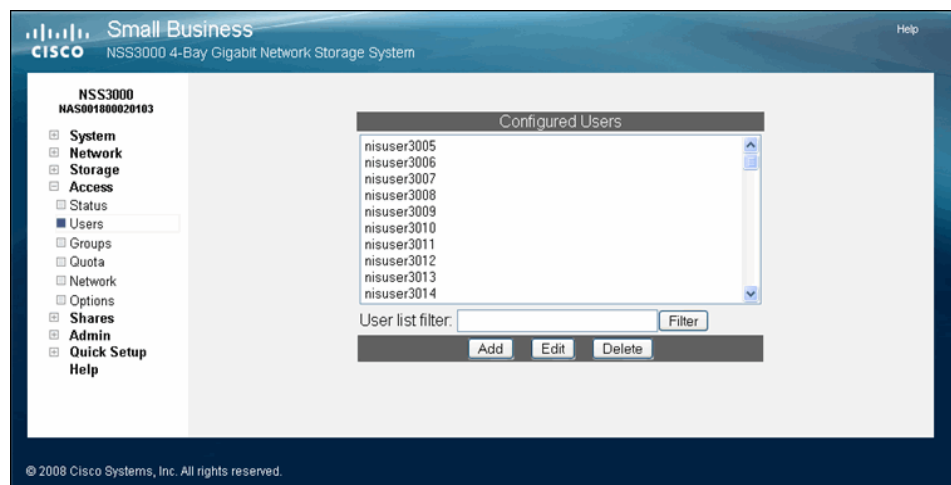 Small Business
Help
CISCO NSS3000 4-Bay Gigabit Network Storage System
NSS3000
NAS001800020103
System
Network
Storage
Access
Status
Users
Groups
Quota
Network
Options
Shares
Admin
Quick Setup
Help
Configured Users
nisuser3005
nisuser3006
nisuser3007
nisuser3008
nisuser3009
nisuser3010
nisuser3011
nisuser3012
nisuser3013
nisuser3014
User list filter: Filter
Add Edit Delete
© 2008 Cisco Systems, Inc. All rights reserved.